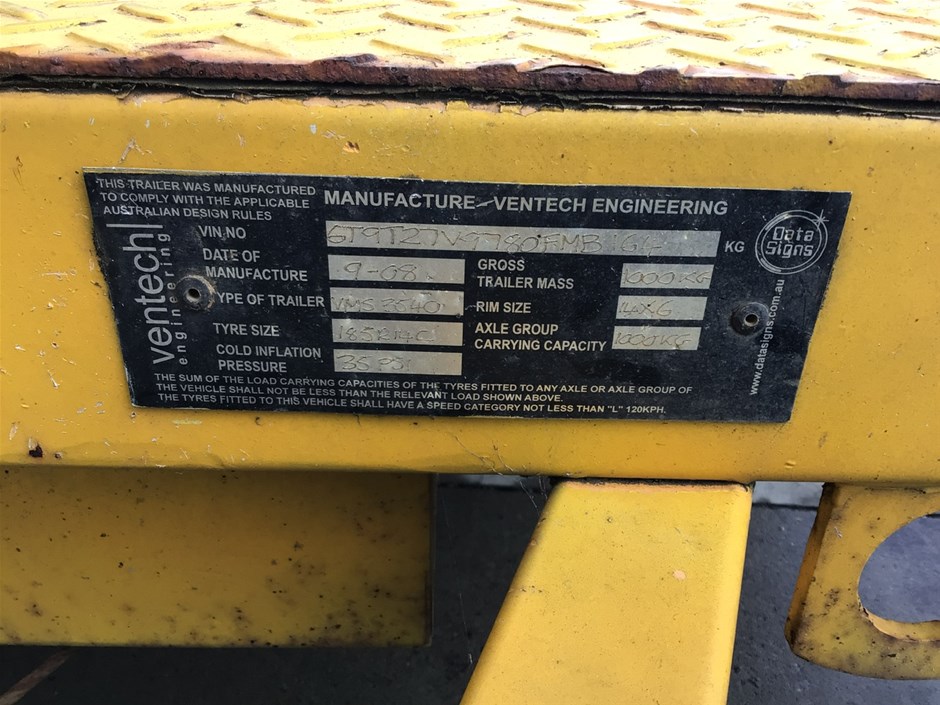 THIS TRAILER WAS MANUFACTURED
TO COMPLY WITH THE APPLICABLE
AUSTRALIAN DESIGN RULES
MANUFACTURE - VENTECH ENGINEERING
ventech
engineering
VIN.NO
KG
Data
Signs
DATE OF
MANUFACTURE 9-08
GROSS
TRAILER MASS 1000KG
TYPE OF TRAILER VMS 2540
RIM SIZE 14X6
TYRE SIZE 185R14C
AXLE GROUP
CARRYING CAPACITY 1000KG
COLD INFLATION
PRESSURE 35 PSI
www.datasigns.com.au
THE SUM OF THE LOAD CARRYING CAPACITIES OF THE TYRES FITTED TO ANY AXLE OR AXLE GROUP OF
THE VEHICLE SHALL NOT BE LESS THAN THE RELEVANT LOAD SHOWN ABOVE.
THE TYRES FITTED TO THIS VEHICLE SHALL HAVE A SPEED CATEGORY NOT LESS THAN "L" 120KPH.